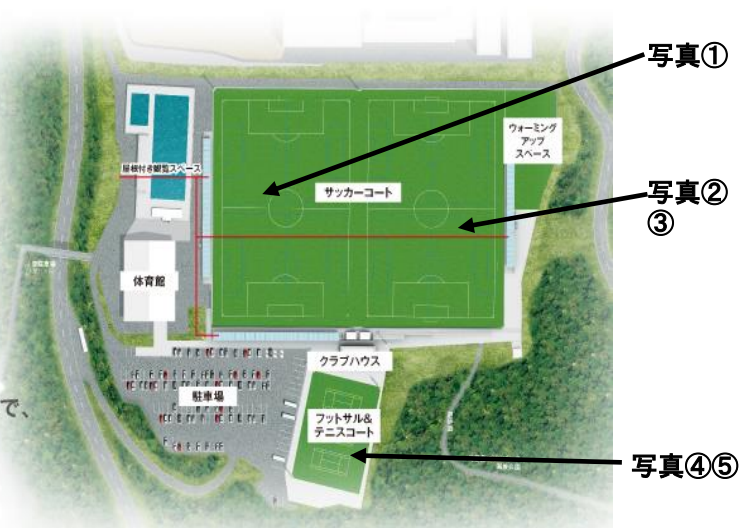 写真①
ウォーミング
アップ
スペース
屋根付き観覧スペース
サッカーコート
写真②
③
体育館
クラブハウス
で、
駐車場
フットサル&
テニスコート
写真④⑤